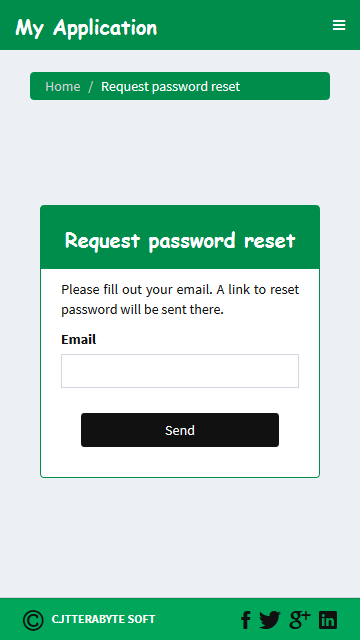 My Application
Home / Request password reset
Request password reset
Please fill out your email. A link to reset
password will be sent there.
Email
Send
© CJTTERABYTE SOFT